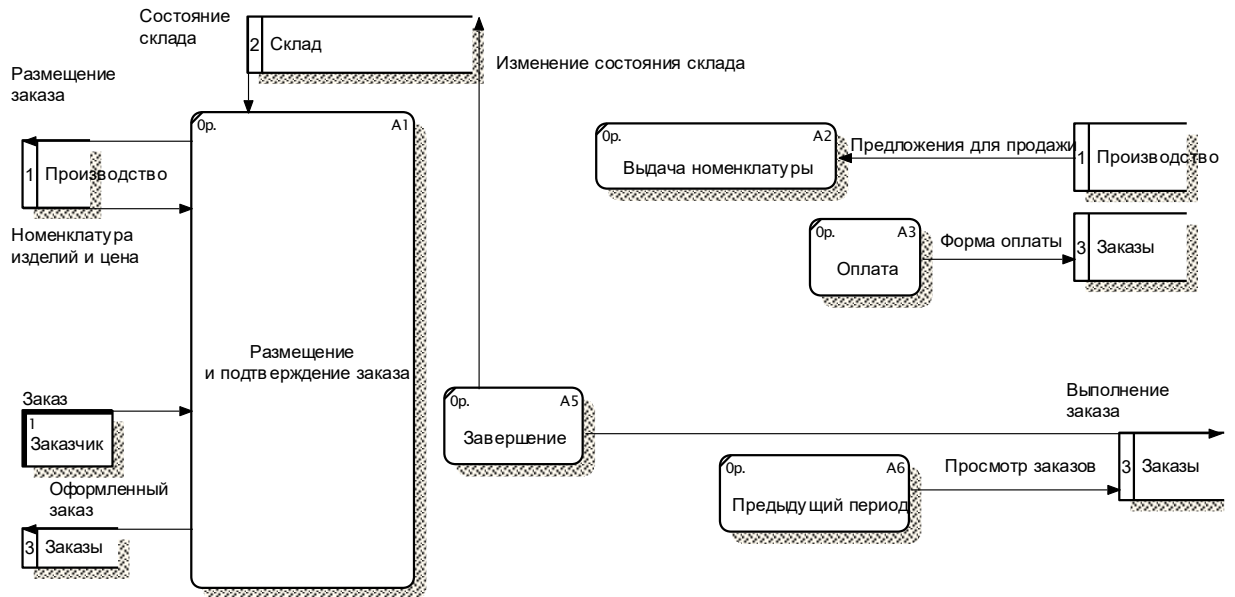 Состояние
склада
2
Склад
Изменение состояния склада
Размещение
заказа
1
Производство
Номенклатура
изделий и цена
0р.
A1
Размещение
и подтверждение заказа
0р.
A2
Выдача номенклатуры
Предложения для продажи
1
Производство
0р.
A3
Оплата
Форма оплаты
3
Заказы
Заказ
1
Заказчик
Оформленный
заказ
3
Заказы
0р.
A5
Завершение
Выполнение
заказа
0р.
A6
Предыдущий период
Просмотр заказов
3
Заказы